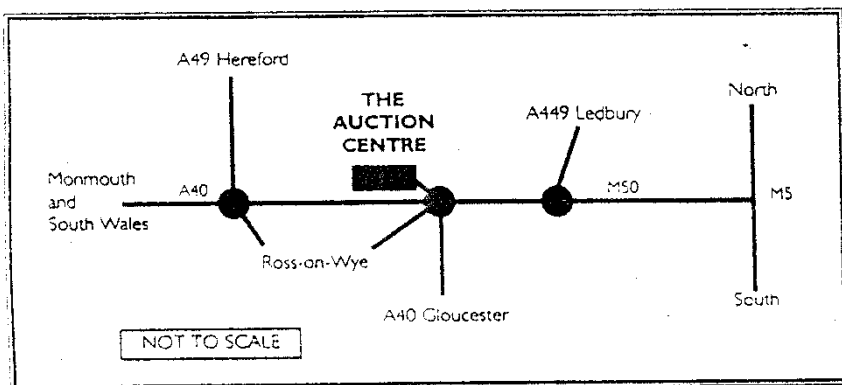 A49 Hereford
THE
AUCTION
CENTRE
A449 Ledbury
North
Monmouth
and
South Wales
A40
M50
M5
Ross-on-Wye
A40 Gloucester
South
NOT TO SCALE